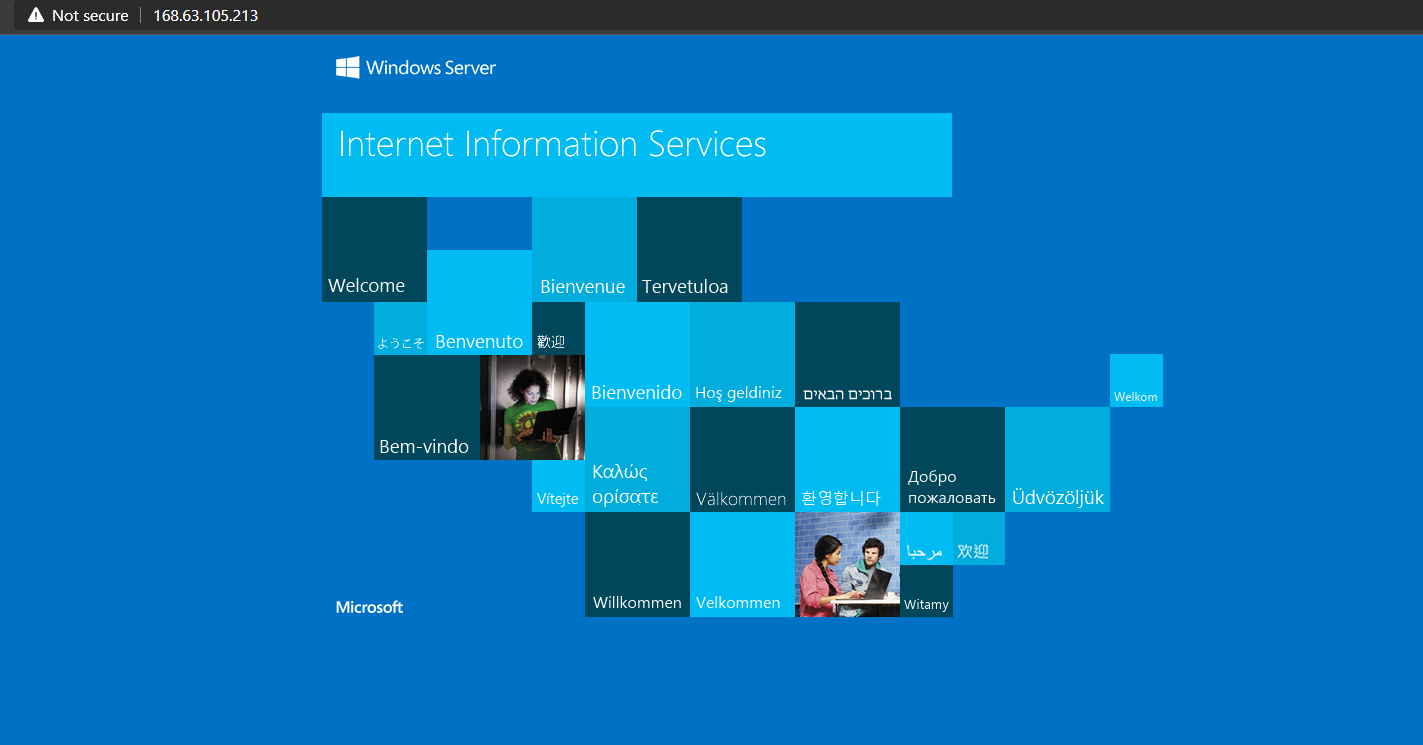 Not secure
168.63.105.213
Windows Server
Internet Information Services
Welcome
Bienvenue
Tervetuloa
ようこそ
Benvenuto
歡迎
Bienvenido
Hoş geldiniz
ברוכים הבאים
Welkom
Bem-vindo
Vítejte
Καλώς
ορίσατε
Välkommen
환영합니다
Добро
пожаловать
Üdvözöljük
مرحبا
欢迎
Willkommen
Velkommen
Witamy
Microsoft